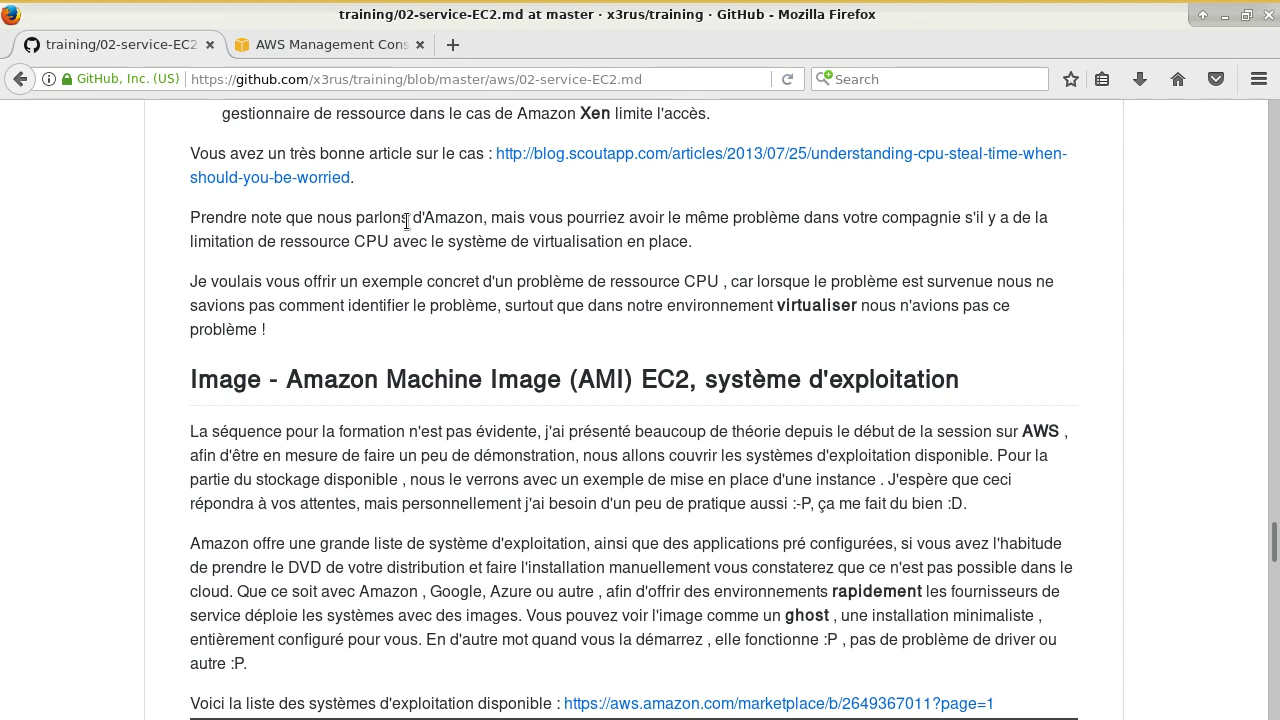 training/02-service-EC2.md at master · x3rus/training · GitHub - Mozilla Firefox
training/02-service-EC2
AWS Management Cons
GitHub, Inc. (US)
https://github.com/x3rus/training/blob/master/aws/02-service-EC2.md
Search
gestionnaire de ressource dans le cas de Amazon Xen limite l'accès.
Vous avez un très bonne article sur le cas : http://blog.scoutapp.com/articles/2013/07/25/understanding-cpu-steal-time-when-
should-you-be-worried.
Prendre note que nous parlons d'Amazon, mais vous pourriez avoir le même problème dans votre compagnie s'il y a de la
limitation de ressource CPU avec le système de virtualisation en place.
Je voulais vous offrir un exemple concret d'un problème de ressource CPU , car lorsque le problème est survenue nous ne
savions pas comment identifier le problème, surtout que dans notre environnement virtualiser nous n'avions pas ce
problème !
Image - Amazon Machine Image (AMI) EC2, système d'exploitation
La séquence pour la formation n'est pas évidente, j'ai présenté beaucoup de théorie depuis le début de la session sur AWS ,
afin d'être en mesure de faire un peu de démonstration, nous allons couvrir les systèmes d'exploitation disponible. Pour la
partie du stockage disponible , nous le verrons avec un exemple de mise en place d'une instance . J'espère que ceci
répondra à vos attentes, mais personnellement j'ai besoin d'un peu de pratique aussi :-P, ça me fait du bien :D.
Amazon offre une grande liste de système d'exploitation, ainsi que des applications pré configurées, si vous avez l'habitude
de prendre le DVD de votre distribution et faire l'installation manuellement vous constaterez que ce n'est pas possible dans le
cloud. Que ce soit avec Amazon , Google, Azure ou autre , afin d'offrir des environnements rapidement les fournisseurs de
service déploie les systèmes avec des images. Vous pouvez voir l'image comme un ghost , une installation minimaliste ,
entièrement configuré pour vous. En d'autre mot quand vous la démarrez , elle fonctionne :P , pas de problème de driver ou
autre :P.
Voici la liste des systèmes d'exploitation disponible : https://aws.amazon.com/marketplace/b/2649367011?page=1